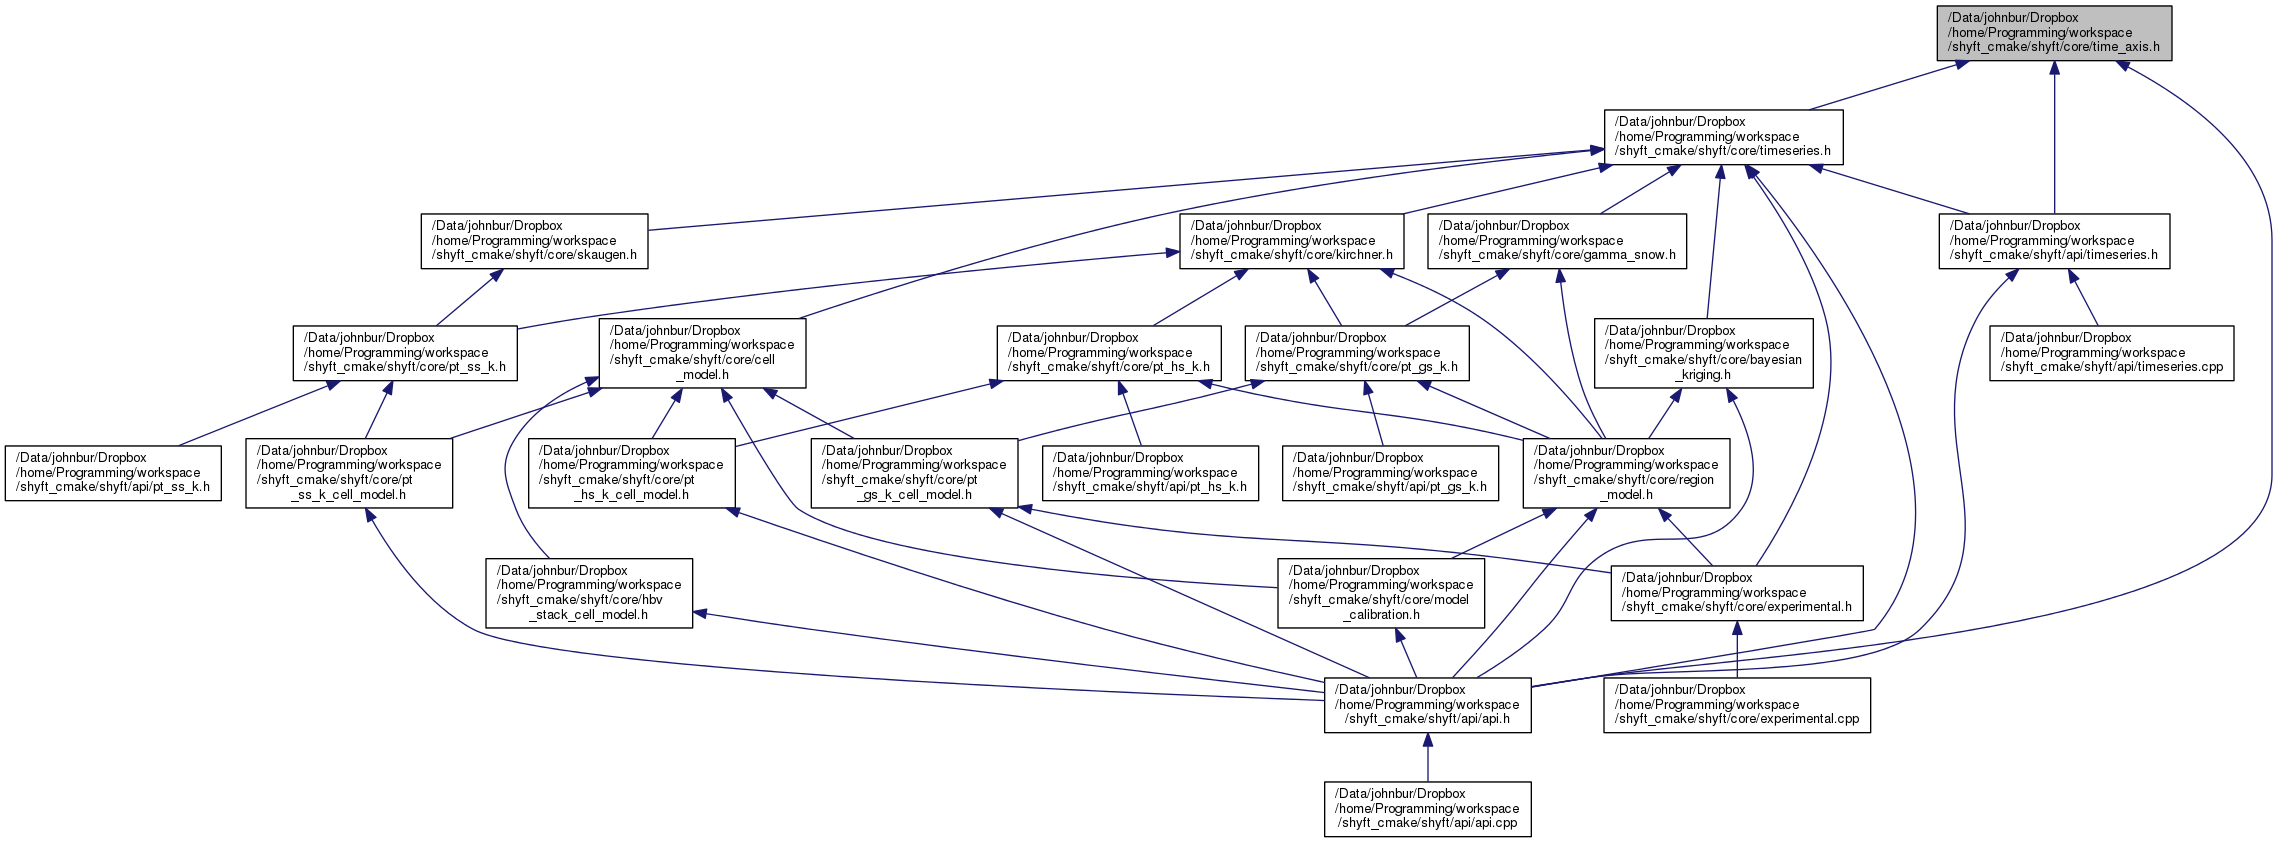 /Data/johnbur/Dropbox
/home/Programming/workspace
/shyft_cmake/shyft/core/time_axis.h
/Data/johnbur/Dropbox
/home/Programming/workspace
/shyft_cmake/shyft/core/timeseries.h
/Data/johnbur/Dropbox
/home/Programming/workspace
/shyft_cmake/shyft/core/skaugen.h
/Data/johnbur/Dropbox
/home/Programming/workspace
/shyft_cmake/shyft/core/kirchner.h
/Data/johnbur/Dropbox
/home/Programming/workspace
/shyft_cmake/shyft/core/gamma_snow.h
/Data/johnbur/Dropbox
/home/Programming/workspace
/shyft_cmake/shyft/api/timeseries.h
/Data/johnbur/Dropbox
/home/Programming/workspace
/shyft_cmake/shyft/core/pt_ss_k.h
/Data/johnbur/Dropbox
/home/Programming/workspace
/shyft_cmake/shyft/core/cell
_model.h
/Data/johnbur/Dropbox
/home/Programming/workspace
/shyft_cmake/shyft/core/pt_hs_k.h
/Data/johnbur/Dropbox
/home/Programming/workspace
/shyft_cmake/shyft/core/pt_gs_k.h
/Data/johnbur/Dropbox
/home/Programming/workspace
/shyft_cmake/shyft/core/bayesian
_kriging.h
/Data/johnbur/Dropbox
/home/Programming/workspace
/shyft_cmake/shyft/api/timeseries.cpp
/Data/johnbur/Dropbox
/home/Programming/workspace
/shyft_cmake/shyft/api/pt_ss_k.h
/Data/johnbur/Dropbox
/home/Programming/workspace
/shyft_cmake/shyft/core/pt
_ss_k_cell_model.h
/Data/johnbur/Dropbox
/home/Programming/workspace
/shyft_cmake/shyft/core/pt
_hs_k_cell_model.h
/Data/johnbur/Dropbox
/home/Programming/workspace
/shyft_cmake/shyft/core/pt
_gs_k_cell_model.h
/Data/johnbur/Dropbox
/home/Programming/workspace
/shyft_cmake/shyft/api/pt_hs_k.h
/Data/johnbur/Dropbox
/home/Programming/workspace
/shyft_cmake/shyft/api/pt_gs_k.h
/Data/johnbur/Dropbox
/home/Programming/workspace
/shyft_cmake/shyft/core/region
_model.h
/Data/johnbur/Dropbox
/home/Programming/workspace
/shyft_cmake/shyft/core/hbv
_stack_cell_model.h
/Data/johnbur/Dropbox
/home/Programming/workspace
/shyft_cmake/shyft/core/model
_calibration.h
/Data/johnbur/Dropbox
/home/Programming/workspace
/shyft_cmake/shyft/core/experimental.h
/Data/johnbur/Dropbox
/home/Programming/workspace
/shyft_cmake/shyft/api/api.h
/Data/johnbur/Dropbox
/home/Programming/workspace
/shyft_cmake/shyft/core/experimental.cpp
/Data/johnbur/Dropbox
/home/Programming/workspace
/shyft_cmake/shyft/api/api.cpp